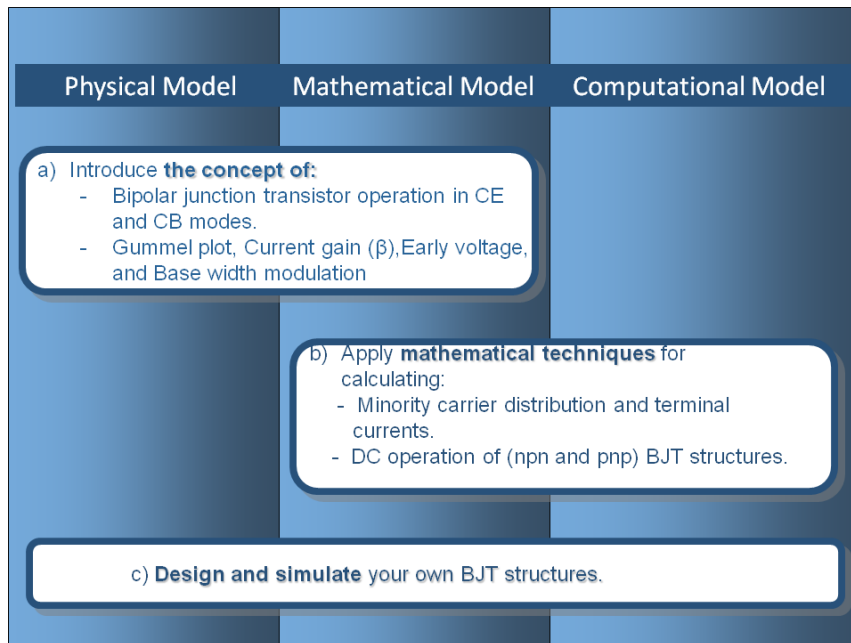 Physical Model
Mathematical Model
Computational Model
a) Introduce the concept of:
- Bipolar junction transistor operation in CE
and CB modes.
- Gummel plot, Current gain (β),Early voltage,
and Base width modulation
b) Apply mathematical techniques for
calculating:
- Minority carrier distribution and terminal
currents.
- DC operation of (npn and pnp) BJT structures.
c) Design and simulate your own BJT structures.